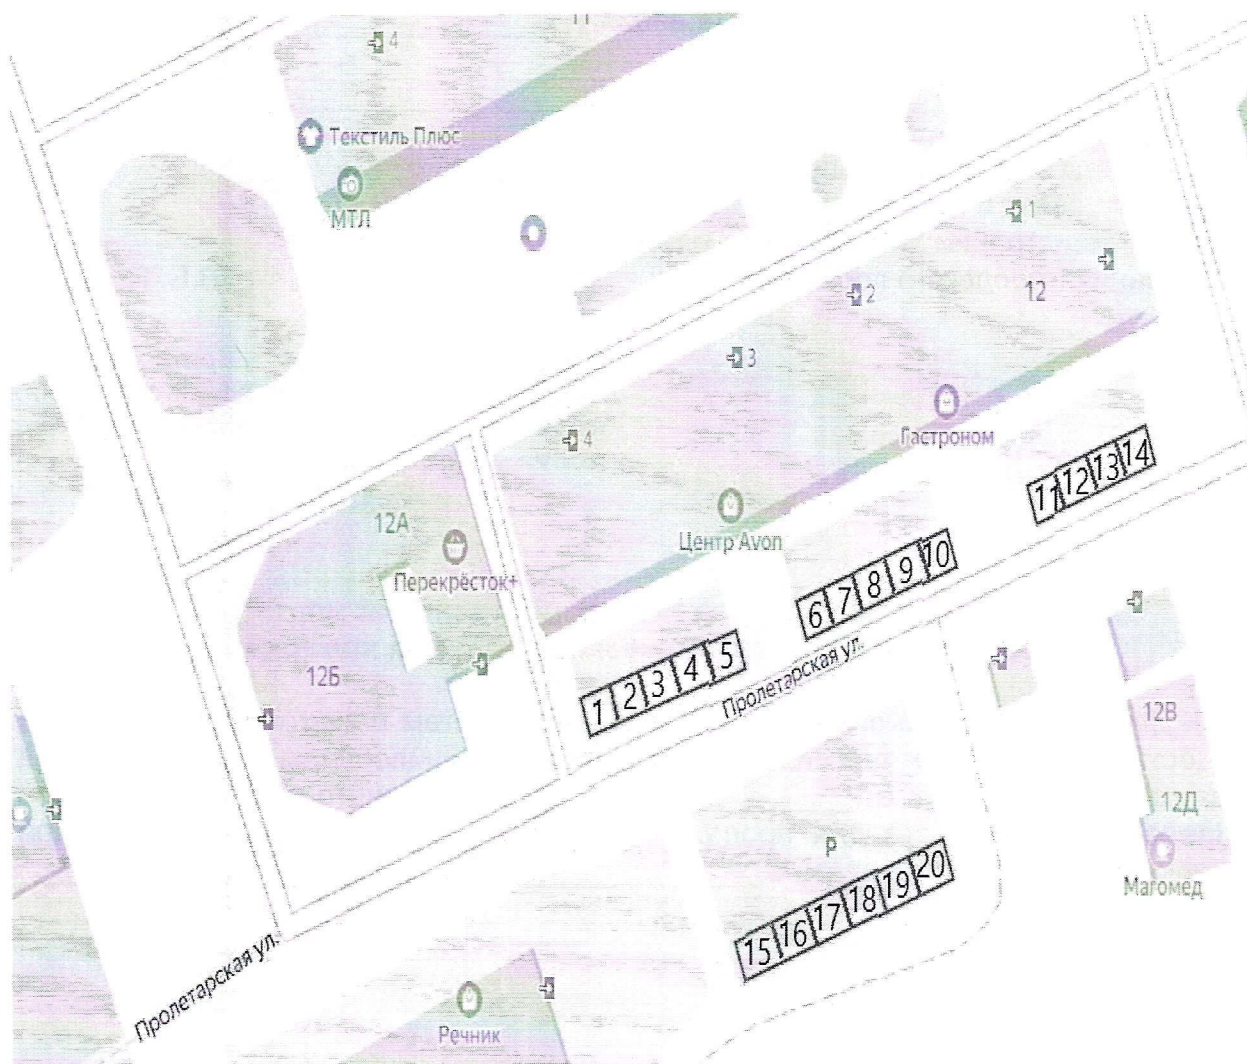 4
Текстиль Плюс
МТЛ
1
2
12
3
4
Гастроном
12А
Центр Avon
Перекрёсток+
11 12 13 14
6 7 8 9 10
1 2 3 4 5
12Б
Пролетарская ул.
12В
12Д
Р
Магомед
15 16 17 18 19 20
Пролетарская ул.
Речник